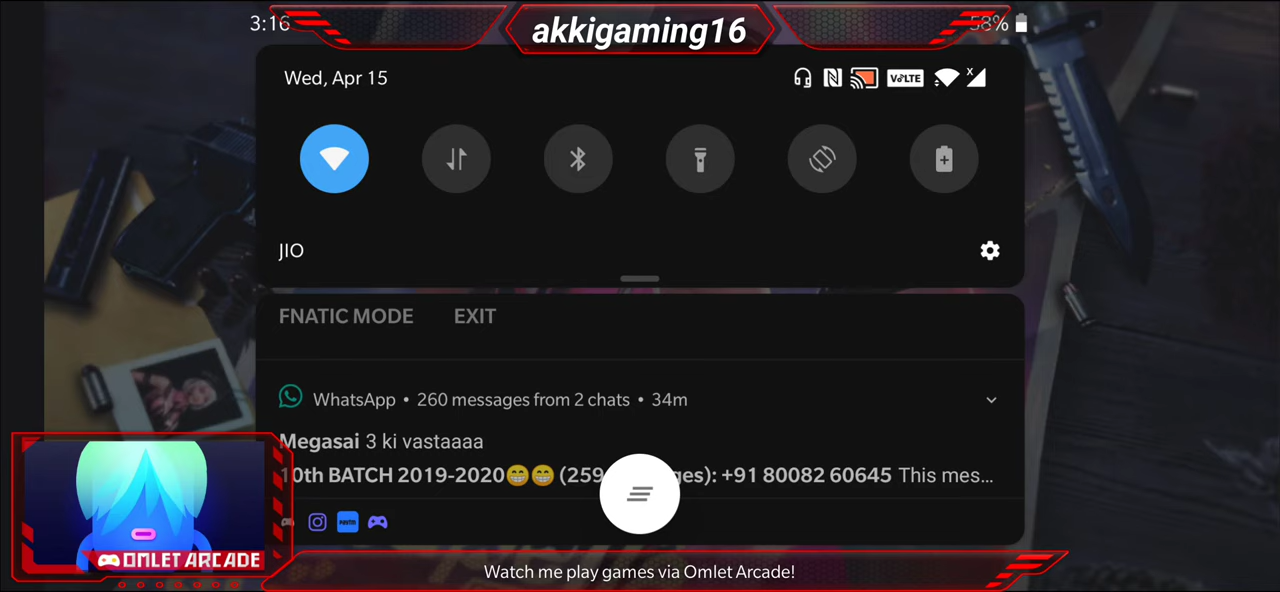 3:16
akkigaming16
58%
Wed, Apr 15
VoLTE
JIO
FNATIC MODE EXIT
WhatsApp • 260 messages from 2 chats • 34m
Megasai 3 ki vastaaaa
10th BATCH 2019-2020😁😁 (259 ges): +91 80082 60645 This mes…
paytm
OMLET ARCADE
Watch me play games via Omlet Arcade!